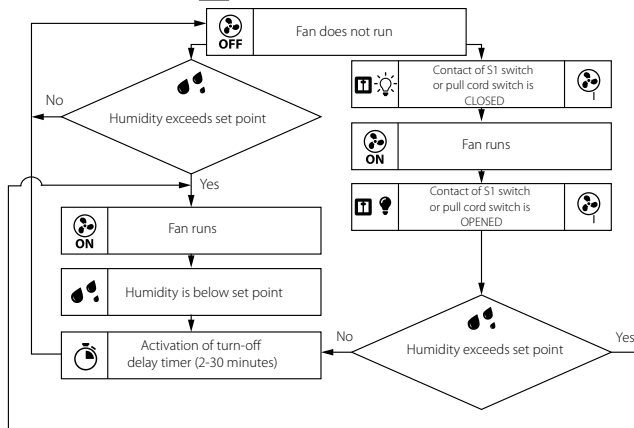 OFF
Fan does not run
No
Humidity exceeds set point
Yes
ON
Fan runs
Humidity is below set point
Activation of turn-off
delay timer (2-30 minutes)
Contact of S1 switch
or pull cord switch is
CLOSED
ON
Fan runs
Contact of S1 switch
or pull cord switch is
OPENED
No
Humidity exceeds set point
Yes